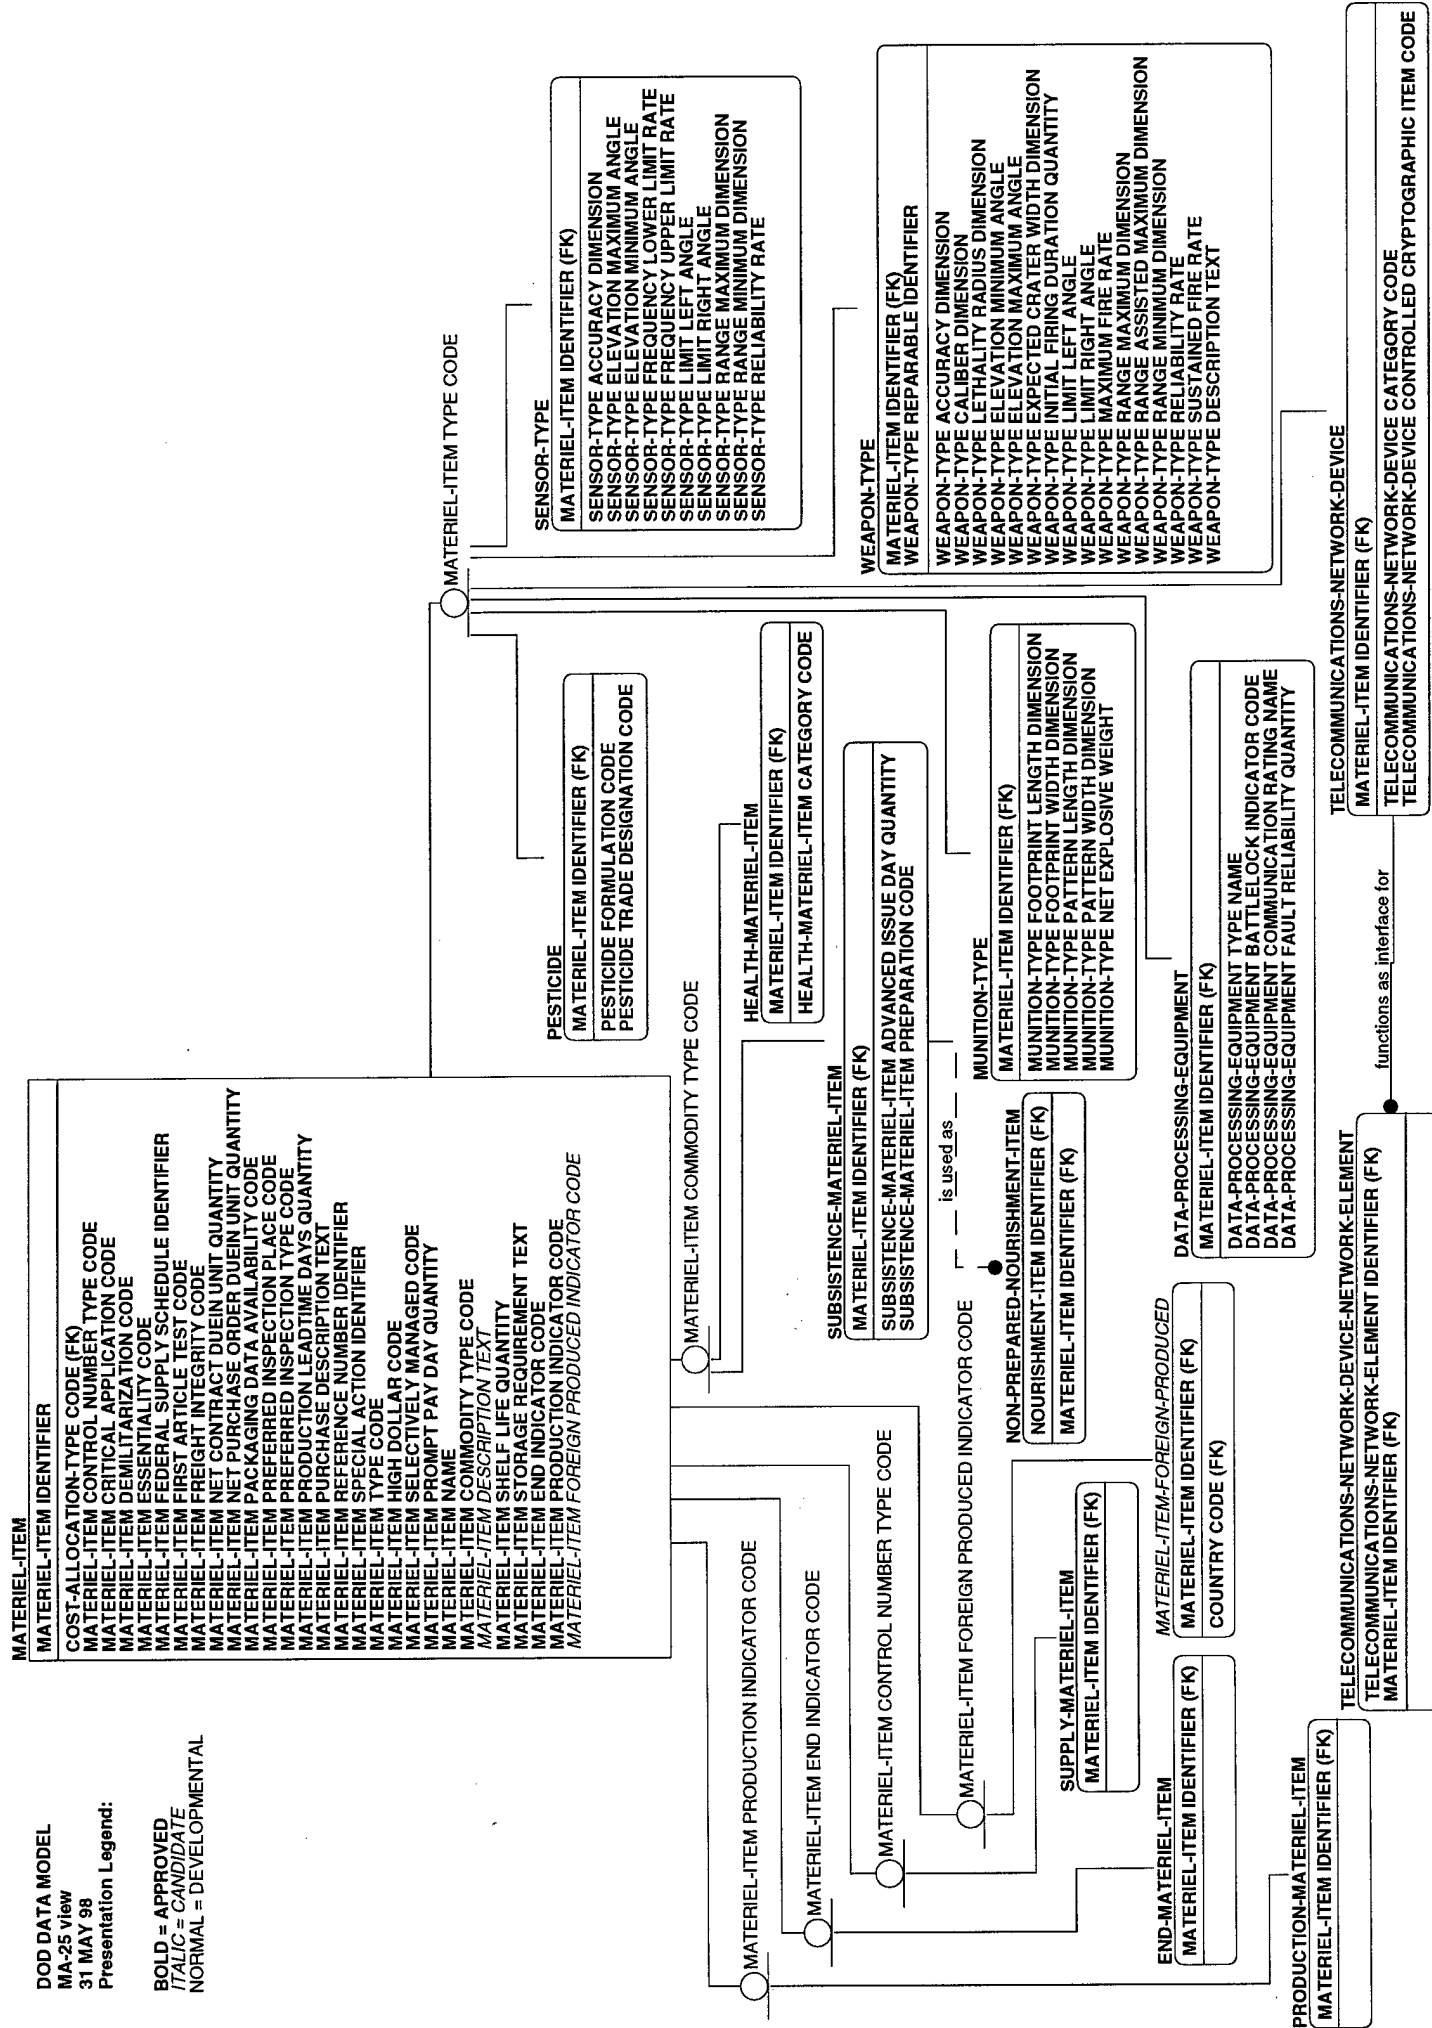 DOD DATA MODEL
MA-25 view
31 MAY 98
Presentation Legend:
BOLD = APPROVED
ITALIC = CANDIDATE
NORMAL = DEVELOPMENTAL
MATERIEL-ITEM
MATERIEL-ITEM IDENTIFIER
COST-ALLOCATION-TYPE CODE (FK)
MATERIEL-ITEM CONTROL NUMBER TYPE CODE
MATERIEL-ITEM CRITICAL APPLICATION CODE
MATERIEL-ITEM DEMILITARIZATION CODE
MATERIEL-ITEM ESSENTIALITY CODE
MATERIEL-ITEM FEDERAL SUPPLY SCHEDULE IDENTIFIER
MATERIEL-ITEM FIRST ARTICLE TEST CODE
MATERIEL-ITEM FREIGHT INTEGRITY CODE
MATERIEL-ITEM NET CONTRACT DUEIN UNIT QUANTITY
MATERIEL-ITEM NET PURCHASE ORDER DUEIN UNIT QUANTITY
MATERIEL-ITEM PACKAGING DATA AVAILABILITY CODE
MATERIEL-ITEM PREFERRED INSPECTION PLACE CODE
MATERIEL-ITEM PREFERRED INSPECTION TYPE CODE
MATERIEL-ITEM PRODUCTION LEADTIME DAYS QUANTITY
MATERIEL-ITEM PURCHASE DESCRIPTION TEXT
MATERIEL-ITEM REFERENCE NUMBER IDENTIFIER
MATERIEL-ITEM SPECIAL ACTION IDENTIFIER
MATERIEL-ITEM TYPE CODE
MATERIEL-ITEM HIGH DOLLAR CODE
MATERIEL-ITEM SELECTIVELY MANAGED CODE
MATERIEL-ITEM PROMPT PAY DAY QUANTITY
MATERIEL-ITEM NAME
MATERIEL-ITEM COMMODITY TYPE CODE
MATERIEL-ITEM DESCRIPTION TEXT
MATERIEL-ITEM SHELF LIFE QUANTITY
MATERIEL-ITEM STORAGE REQUIREMENT TEXT
MATERIEL-ITEM END INDICATOR CODE
MATERIEL-ITEM PRODUCTION INDICATOR CODE
MATERIEL-ITEM FOREIGN PRODUCED INDICATOR CODE
MATERIEL-ITEM TYPE CODE
SENSOR-TYPE
MATERIEL-ITEM IDENTIFIER (FK)
SENSOR-TYPE ACCURACY DIMENSION
SENSOR-TYPE ELEVATION MAXIMUM ANGLE
SENSOR-TYPE ELEVATION MINIMUM ANGLE
SENSOR-TYPE FREQUENCY LOWER LIMIT RATE
SENSOR-TYPE FREQUENCY UPPER LIMIT RATE
SENSOR-TYPE LIMIT LEFT ANGLE
SENSOR-TYPE LIMIT RIGHT ANGLE
SENSOR-TYPE RANGE MAXIMUM DIMENSION
SENSOR-TYPE RANGE MINIMUM DIMENSION
SENSOR-TYPE RELIABILITY RATE
PESTICIDE
MATERIEL-ITEM IDENTIFIER (FK)
PESTICIDE FORMULATION CODE
PESTICIDE TRADE DESIGNATION CODE
MATERIEL-ITEM COMMODITY TYPE CODE
HEALTH-MATERIEL-ITEM
MATERIEL-ITEM IDENTIFIER (FK)
HEALTH-MATERIEL-ITEM CATEGORY CODE
SUBSISTENCE-MATERIEL-ITEM
MATERIEL-ITEM IDENTIFIER (FK)
SUBSISTENCE-MATERIEL-ITEM ADVANCED ISSUE DAY QUANTITY
SUBSISTENCE-MATERIEL-ITEM PREPARATION CODE
is used as
WEAPON-TYPE
MATERIEL-ITEM IDENTIFIER (FK)
WEAPON-TYPE REPARABLE IDENTIFIER
WEAPON-TYPE ACCURACY DIMENSION
WEAPON-TYPE CALIBER DIMENSION
WEAPON-TYPE LETHALITY RADIUS DIMENSION
WEAPON-TYPE ELEVATION MINIMUM ANGLE
WEAPON-TYPE ELEVATION MAXIMUM ANGLE
WEAPON-TYPE EXPECTED CRATER WIDTH DIMENSION
WEAPON-TYPE INITIAL FIRING DURATION QUANTITY
WEAPON-TYPE LIMIT LEFT ANGLE
WEAPON-TYPE LIMIT RIGHT ANGLE
WEAPON-TYPE MAXIMUM FIRE RATE
WEAPON-TYPE RANGE MAXIMUM DIMENSION
WEAPON-TYPE RANGE ASSISTED MAXIMUM DIMENSION
WEAPON-TYPE RANGE MINIMUM DIMENSION
WEAPON-TYPE RELIABILITY RATE
WEAPON-TYPE SUSTAINED FIRE RATE
WEAPON-TYPE DESCRIPTION TEXT
MATERIEL-ITEM PRODUCTION INDICATOR CODE
MATERIEL-ITEM END INDICATOR CODE
MATERIEL-ITEM CONTROL NUMBER TYPE CODE
MATERIEL-ITEM FOREIGN PRODUCED INDICATOR CODE
NON-PREPARED-NOURISHMENT-ITEM
NOURISHMENT-ITEM IDENTIFIER (FK)
MATERIEL-ITEM IDENTIFIER (FK)
MUNITION-TYPE
MATERIEL-ITEM IDENTIFIER (FK)
MUNITION-TYPE FOOTPRINT LENGTH DIMENSION
MUNITION-TYPE FOOTPRINT WIDTH DIMENSION
MUNITION-TYPE PATTERN LENGTH DIMENSION
MUNITION-TYPE PATTERN WIDTH DIMENSION
MUNITION-TYPE NET EXPLOSIVE WEIGHT
SUPPLY-MATERIEL-ITEM
MATERIEL-ITEM IDENTIFIER (FK)
END-MATERIEL-ITEM
MATERIEL-ITEM IDENTIFIER (FK)
MATERIEL-ITEM-FOREIGN-PRODUCED
MATERIEL-ITEM IDENTIFIER (FK)
COUNTRY CODE (FK)
DATA-PROCESSING-EQUIPMENT
MATERIEL-ITEM IDENTIFIER (FK)
DATA-PROCESSING-EQUIPMENT TYPE NAME
DATA-PROCESSING-EQUIPMENT BATTLELOCK INDICATOR CODE
DATA-PROCESSING-EQUIPMENT COMMUNICATION RATING NAME
DATA-PROCESSING-EQUIPMENT FAULT RELIABILITY QUANTITY
PRODUCTION-MATERIEL-ITEM
MATERIEL-ITEM IDENTIFIER (FK)
TELECOMMUNICATIONS-NETWORK-DEVICE-NETWORK-ELEMENT
TELECOMMUNICATIONS-NETWORK-ELEMENT IDENTIFIER (FK)
MATERIEL-ITEM IDENTIFIER (FK)
functions as interface for
TELECOMMUNICATIONS-NETWORK-DEVICE
MATERIEL-ITEM IDENTIFIER (FK)
TELECOMMUNICATIONS-NETWORK-DEVICE CATEGORY CODE
TELECOMMUNICATIONS-NETWORK-DEVICE CONTROLLED CRYPTOGRAPHIC ITEM CODE